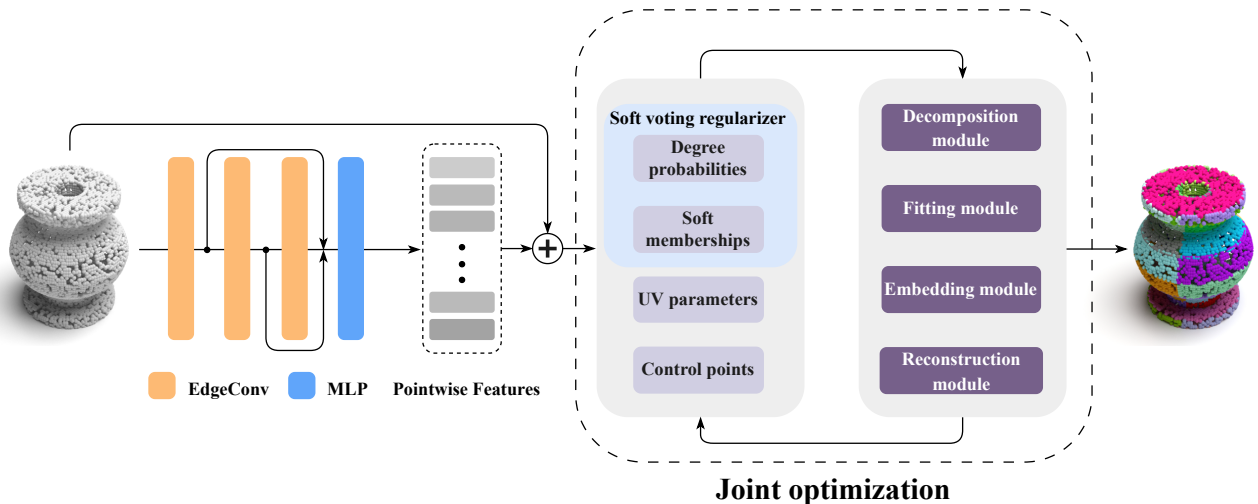 Soft voting regularizer
Degree
probabilities
Soft
memberships
UV parameters
Control points
Decomposition
module
Fitting module
Embedding module
Reconstruction
module
EdgeConv
MLP
Pointwise Features
Joint optimization